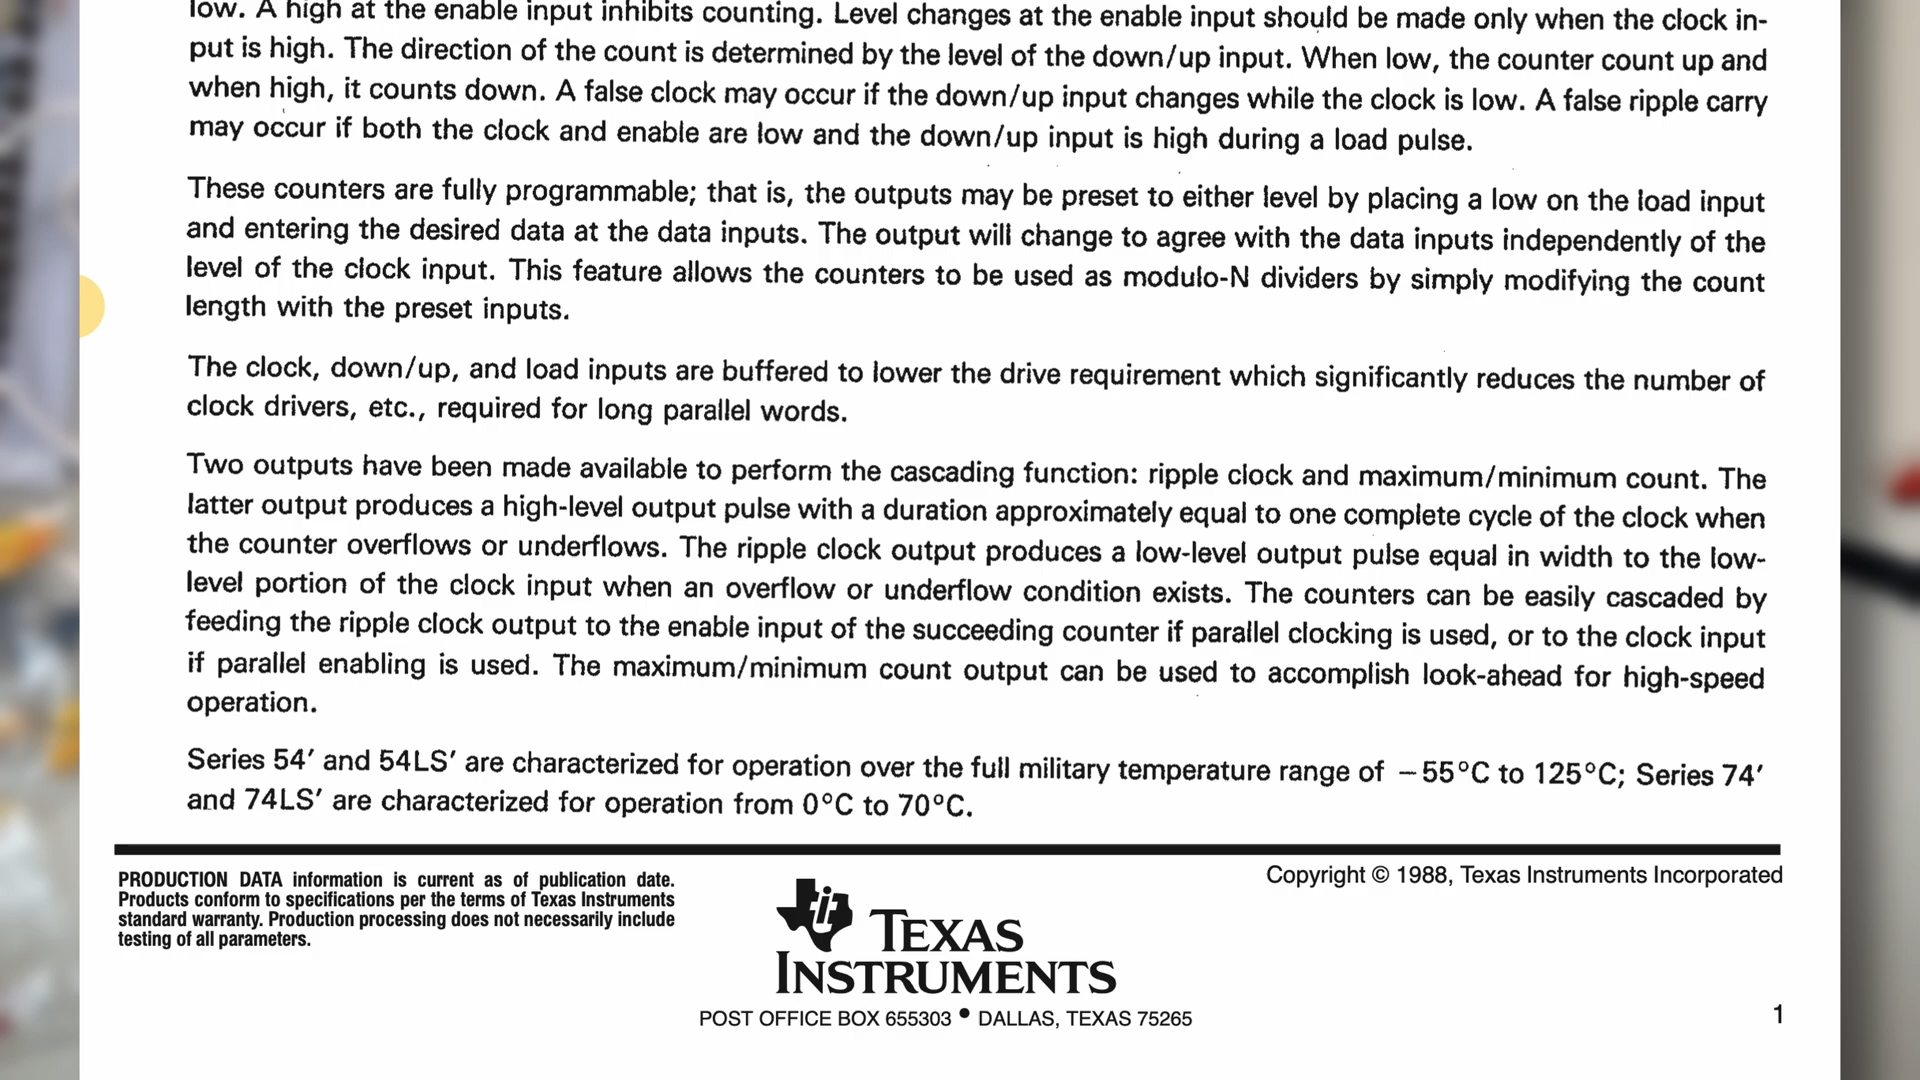 low. A high at the enable input inhibits counting. Level changes at the enable input should be made only when the clock in-
put is high. The direction of the count is determined by the level of the down/up input. When low, the counter count up and
when high, it counts down. A false clock may occur if the down/up input changes while the clock is low. A false ripple carry
may occur if both the clock and enable are low and the down/up input is high during a load pulse.
These counters are fully programmable; that is, the outputs may be preset to either level by placing a low on the load input
and entering the desired data at the data inputs. The output will change to agree with the data inputs independently of the
level of the clock input. This feature allows the counters to be used as modulo-N dividers by simply modifying the count
length with the preset inputs.
The clock, down/up, and load inputs are buffered to lower the drive requirement which significantly reduces the number of
clock drivers, etc., required for long parallel words.
Two outputs have been made available to perform the cascading function: ripple clock and maximum/minimum count. The
latter output produces a high-level output pulse with a duration approximately equal to one complete cycle of the clock when
the counter overflows or underflows. The ripple clock output produces a low-level output pulse equal in width to the low-
level portion of the clock input when an overflow or underflow condition exists. The counters can be easily cascaded by
feeding the ripple clock output to the enable input of the succeeding counter if parallel clocking is used, or to the clock input
if parallel enabling is used. The maximum/minimum count output can be used to accomplish look-ahead for high-speed
operation.
Series 54′ and 54LS′ are characterized for operation over the full military temperature range of −55°C to 125°C; Series 74′
and 74LS′ are characterized for operation from 0°C to 70°C.
PRODUCTION DATA information is current as of publication date.
Products conform to specifications per the terms of Texas Instruments
standard warranty. Production processing does not necessarily include
testing of all parameters.
Copyright © 1988, Texas Instruments Incorporated
TEXAS
INSTRUMENTS
POST OFFICE BOX 655303 • DALLAS, TEXAS 75265
1